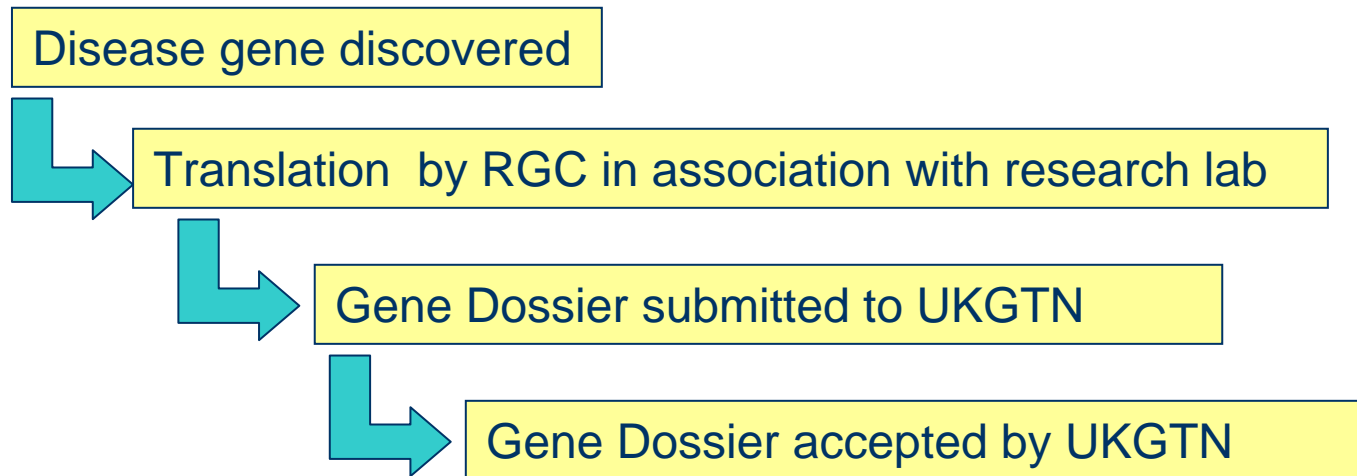 Disease gene discovered
Translation  by RGC in association with research lab
Gene Dossier submitted to UKGTN
Gene Dossier accepted by UKGTN